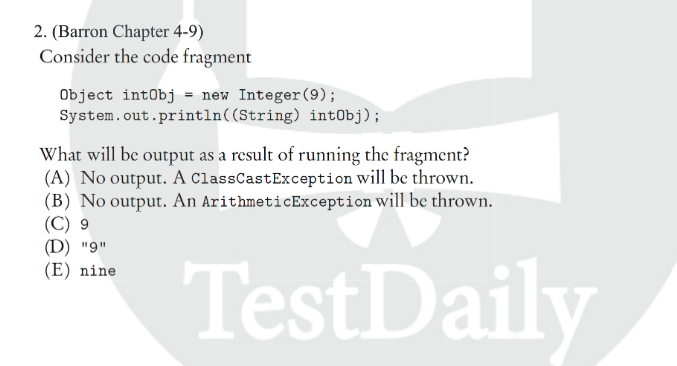 2. (Barron Chapter 4-9)
Consider the code fragment
Object intObj = new Integer(9);
System.out.println((String) intObj);
What will be output as a result of running the fragment?
(A) No output. A ClassCastException will be thrown.
(B) No output. An ArithmeticException will be thrown.
(C) 9
(D) "9"
(E) nine
TestDaily